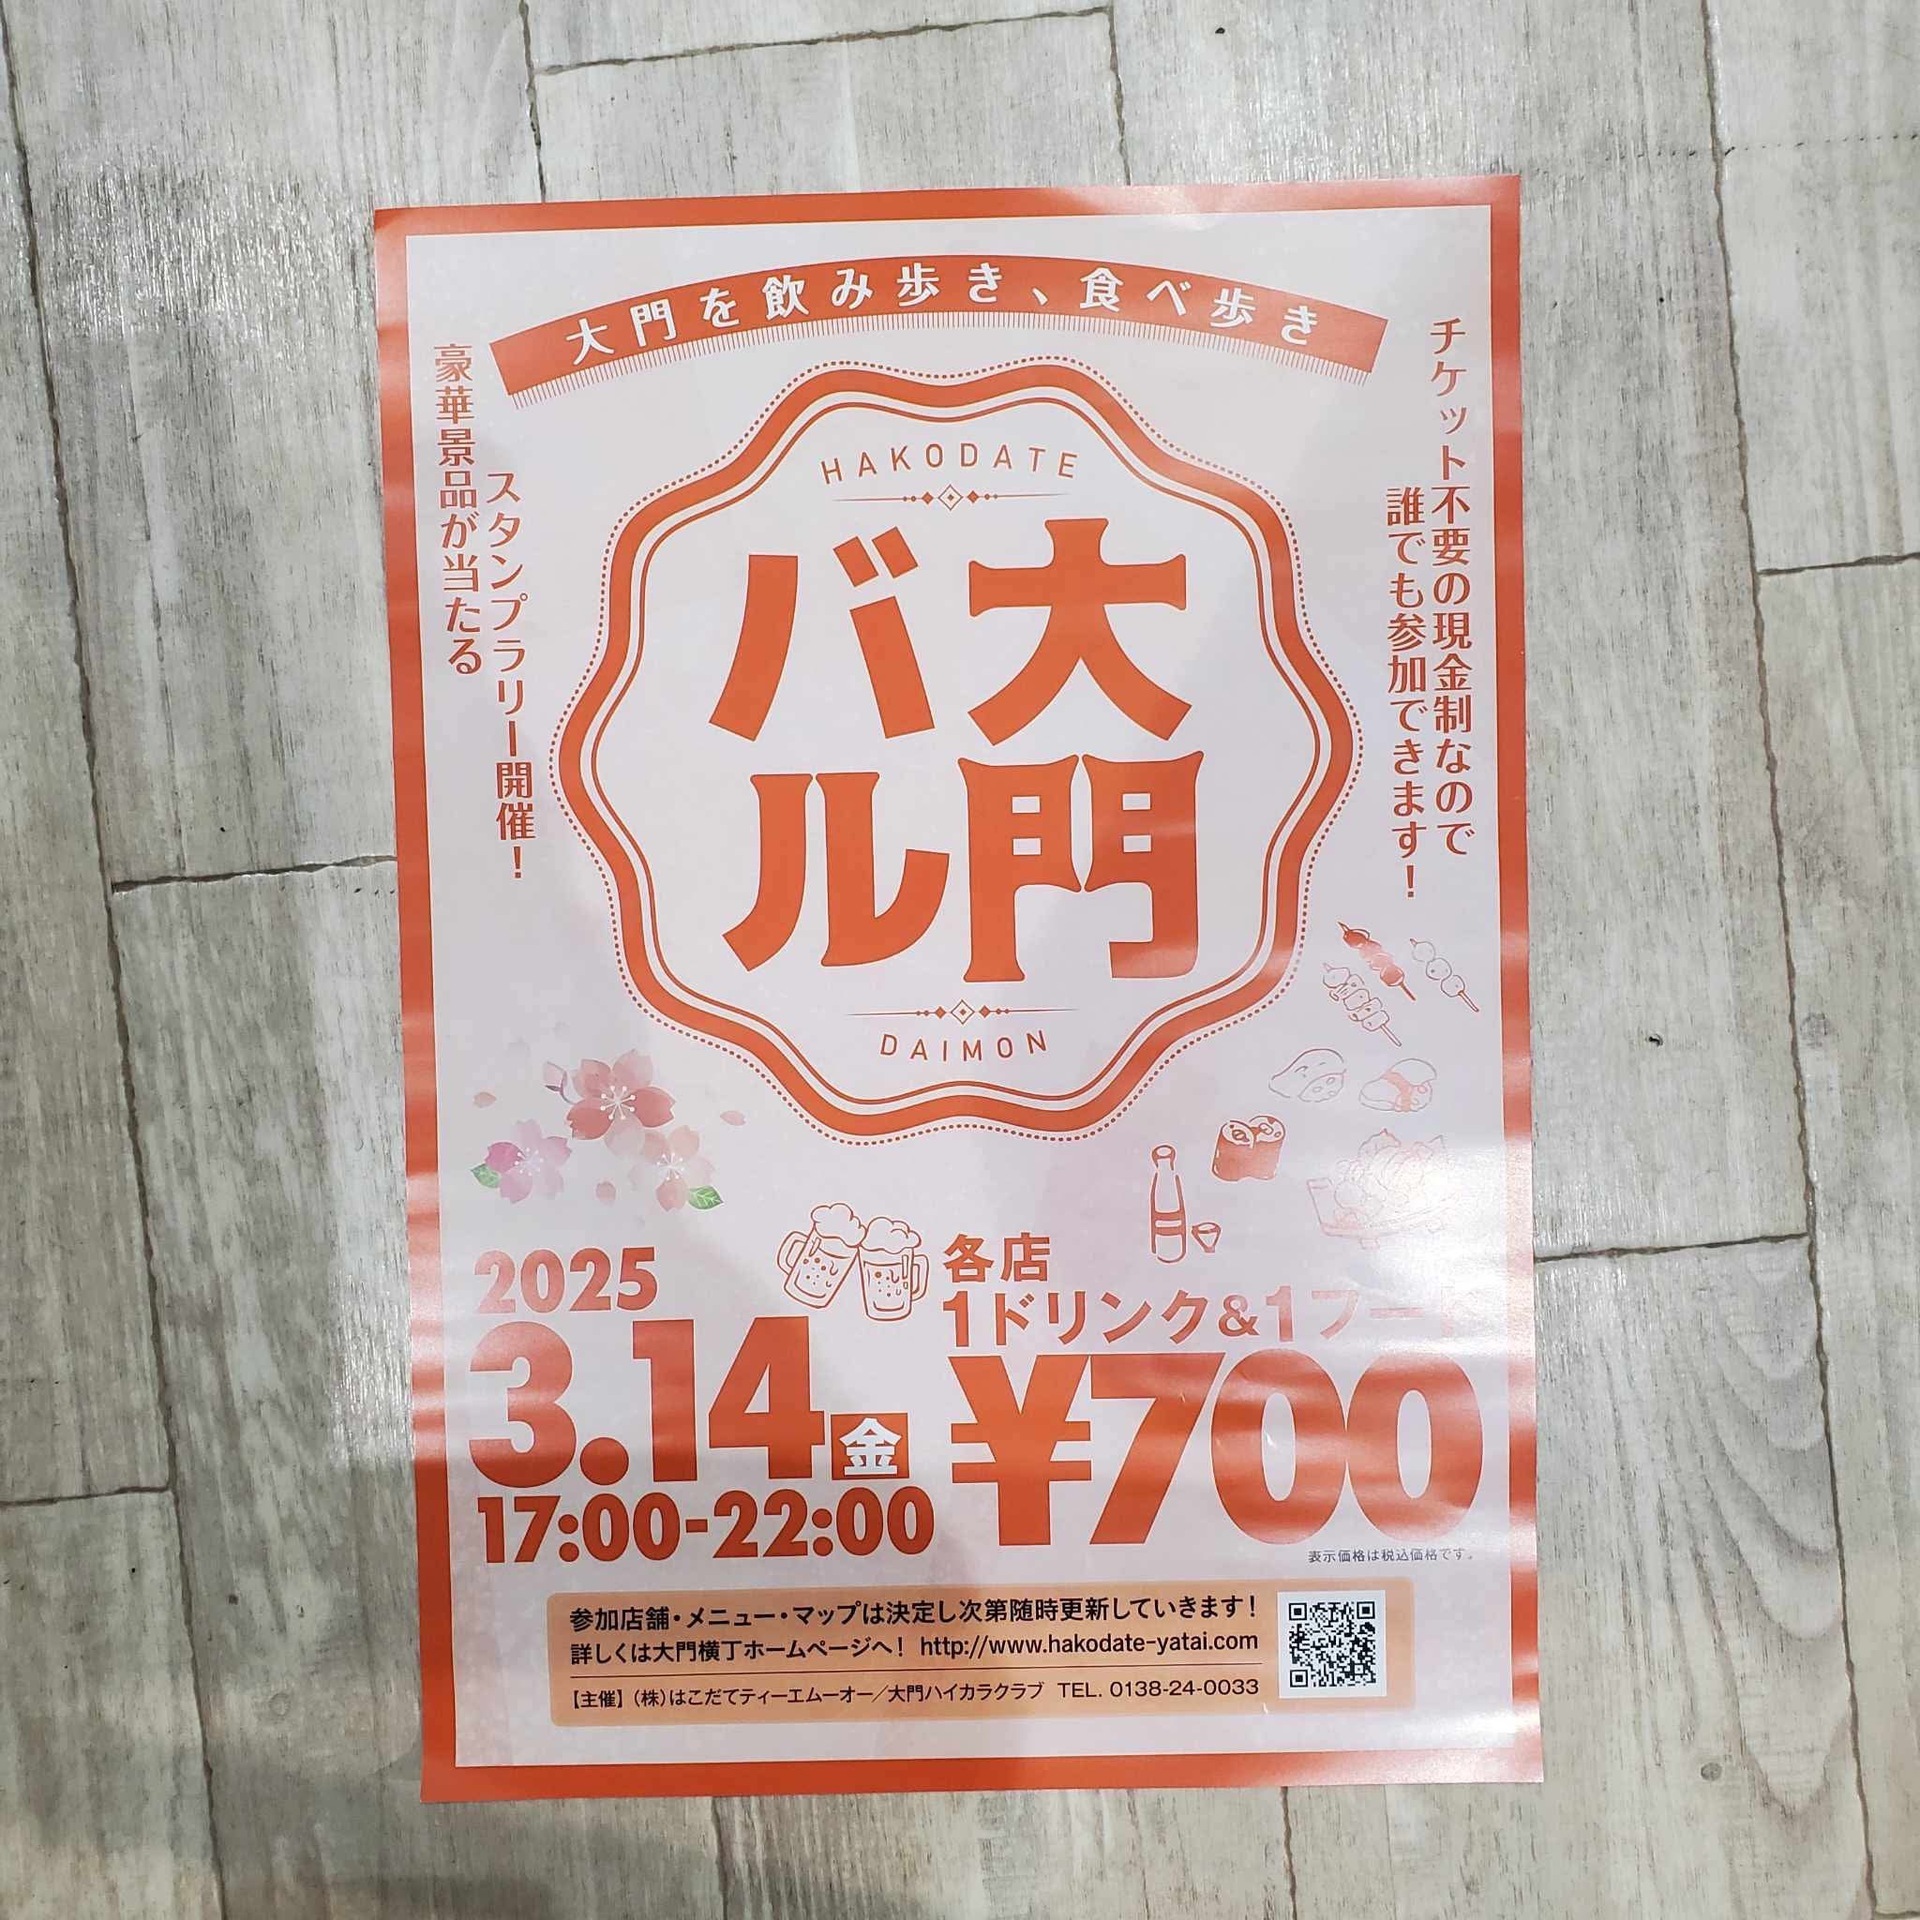 大門を飲み歩き、食べ歩き
チケット不要の現金制なので
誰でも参加できます！
豪華景品が当たる
スタンプラリー開催！
HAKODATE
大門
バル
DAIMON
2025
3.14 金
17:00-22:00
各店
1ドリンク&1フード
¥700
表示価格は税込価格です。
参加店舗・メニュー・マップは決定し次第随時更新していきます！
詳しくは大門横丁ホームページへ！ http://www.hakodate-yatai.com
【主催】（株）はこだてティーエムーオー／大門ハイカラクラブ TEL. 0138-24-0033